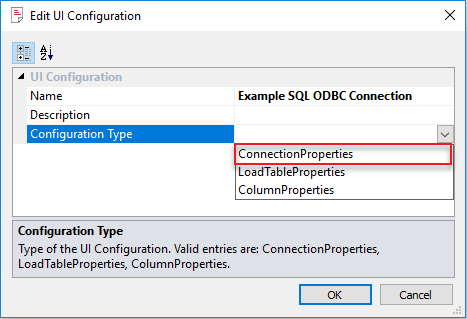 Edit UI Configuration
UI Configuration
Name Example SQL ODBC Connection
Description
Configuration Type
ConnectionProperties
LoadTableProperties
ColumnProperties
Configuration Type
Type of the UI Configuration. Valid entries are: ConnectionProperties,
LoadTableProperties, ColumnProperties.
OK Cancel